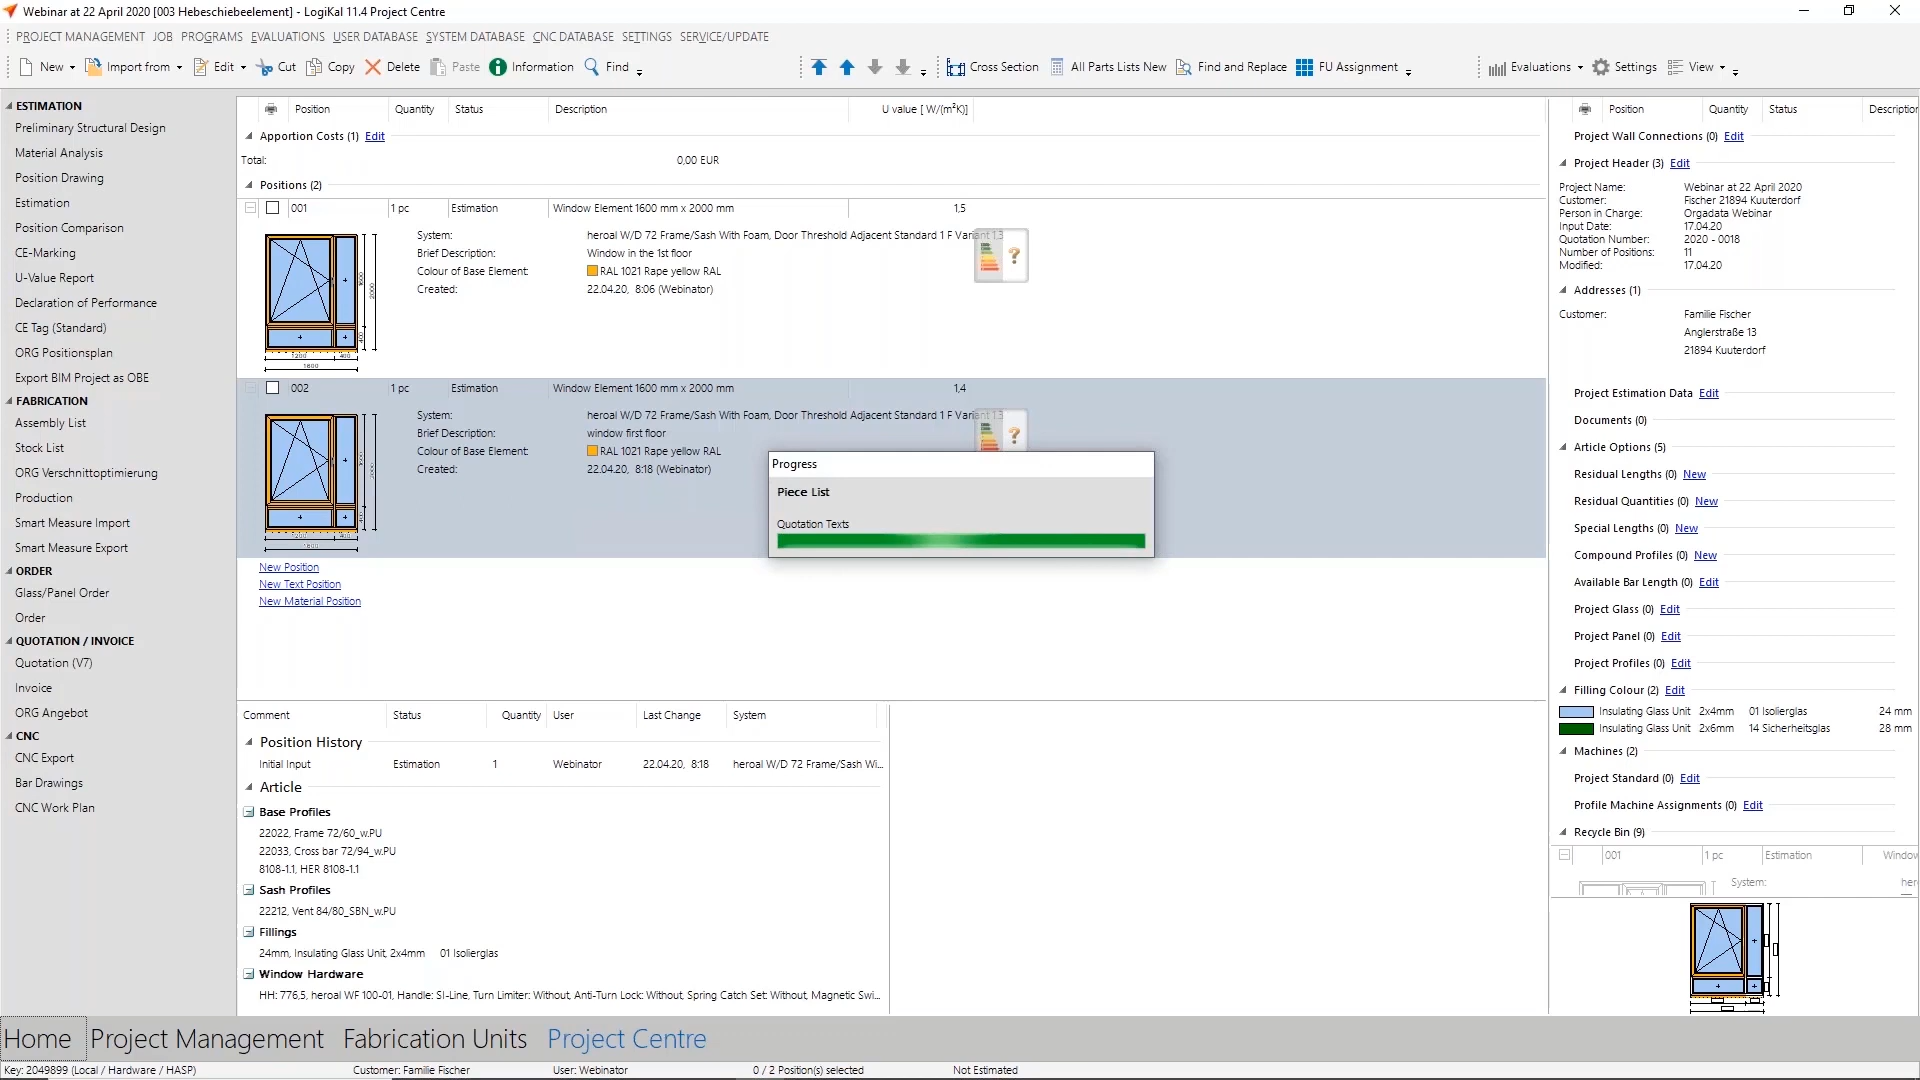 Webinar at 22 April 2020 [003 Hebeschiebeelement] - LogiKal 11.4 Project Centre
PROJECT MANAGEMENT JOB PROGRAMS EVALUATIONS USER DATABASE SYSTEM DATABASE CNC DATABASE SETTINGS SERVICE/UPDATE
New Import from Edit Cut Copy Delete Paste Information Find Cross Section All Parts Lists New Find and Replace FU Assignment Evaluations Settings View
ESTIMATION
Preliminary Structural Design
Material Analysis
Position Drawing
Estimation
Position Comparison
CE-Marking
U-Value Report
Declaration of Performance
CE Tag (Standard)
ORG Positionsplan
Export BIM Project as OBE
FABRICATION
Assembly List
Stock List
ORG Verschnittoptimierung
Production
Smart Measure Import
Smart Measure Export
ORDER
Glass/Panel Order
Order
QUOTATION / INVOICE
Quotation (V7)
Invoice
ORG Angebot
CNC
CNC Export
Bar Drawings
CNC Work Plan
Position Quantity Status Description U value [ W/(m²K)]
Apportion Costs (1) Edit
Total: 0,00 EUR
Positions (2)
001 1 pc Estimation Window Element 1600 mm x 2000 mm 1,5
System: heroal W/D 72 Frame/Sash With Foam, Door Threshold Adjacent Standard 1 F Variant 1.3
Brief Description: Window in the 1st floor
Colour of Base Element: RAL 1021 Rape yellow RAL
Created: 22.04.20, 8:06 (Webinator)
?
1600
2000
400
1200 400
1600
002 1 pc Estimation Window Element 1600 mm x 2000 mm 1,4
System: heroal W/D 72 Frame/Sash With Foam, Door Threshold Adjacent Standard 1 F Variant 1.3
Brief Description: window first floor
Colour of Base Element: RAL 1021 Rape yellow RAL
Created: 22.04.20, 8:18 (Webinator)
?
1200 400
1600
Progress
Piece List
Quotation Texts
New Position
New Text Position
New Material Position
Comment Status Quantity User Last Change System
Position History
Initial Input Estimation 1 Webinator 22.04.20, 8:18 heroal W/D 72 Frame/Sash Wi...
Article
Base Profiles
22022, Frame 72/60_w.PU
22033, Cross bar 72/94_w.PU
8108-1.1, HER 8108-1.1
Sash Profiles
22212, Vent 84/80_SBN_w.PU
Fillings
24mm, Insulating Glass Unit, 2x4mm 01 Isolierglas
Window Hardware
HH: 776,5, heroal WF 100-01, Handle: SI-Line, Turn Limiter: Without, Anti-Turn Lock: Without, Spring Catch Set: Without, Magnetic Swi...
Position Quantity Status Descriptio
Project Wall Connections (0) Edit
Project Header (3) Edit
Project Name: Webinar at 22 April 2020
Customer: Fischer 21894 Kuuterdorf
Person in Charge: Orgadata Webinar
Input Date: 17.04.20
Quotation Number: 2020 - 0018
Number of Positions: 11
Modified: 17.04.20
Addresses (1)
Customer: Familie Fischer
Anglerstraße 13
21894 Kuuterdorf
Project Estimation Data Edit
Documents (0)
Article Options (5)
Residual Lengths (0) New
Residual Quantities (0) New
Special Lengths (0) New
Compound Profiles (0) New
Available Bar Length (0) Edit
Project Glass (0) Edit
Project Panel (0) Edit
Project Profiles (0) Edit
Filling Colour (2) Edit
Insulating Glass Unit 2x4mm 01 Isolierglas 24 mm
Insulating Glass Unit 2x6mm 14 Sicherheitsglas 28 mm
Machines (2)
Project Standard (0) Edit
Profile Machine Assignments (0) Edit
Recycle Bin (9)
001 1 pc Estimation Window
System: her
Home Project Management Fabrication Units Project Centre
Key: 2049899 (Local / Hardware / HASP) Customer: Familie Fischer User: Webinator 0 / 2 Position(s) selected Not Estimated